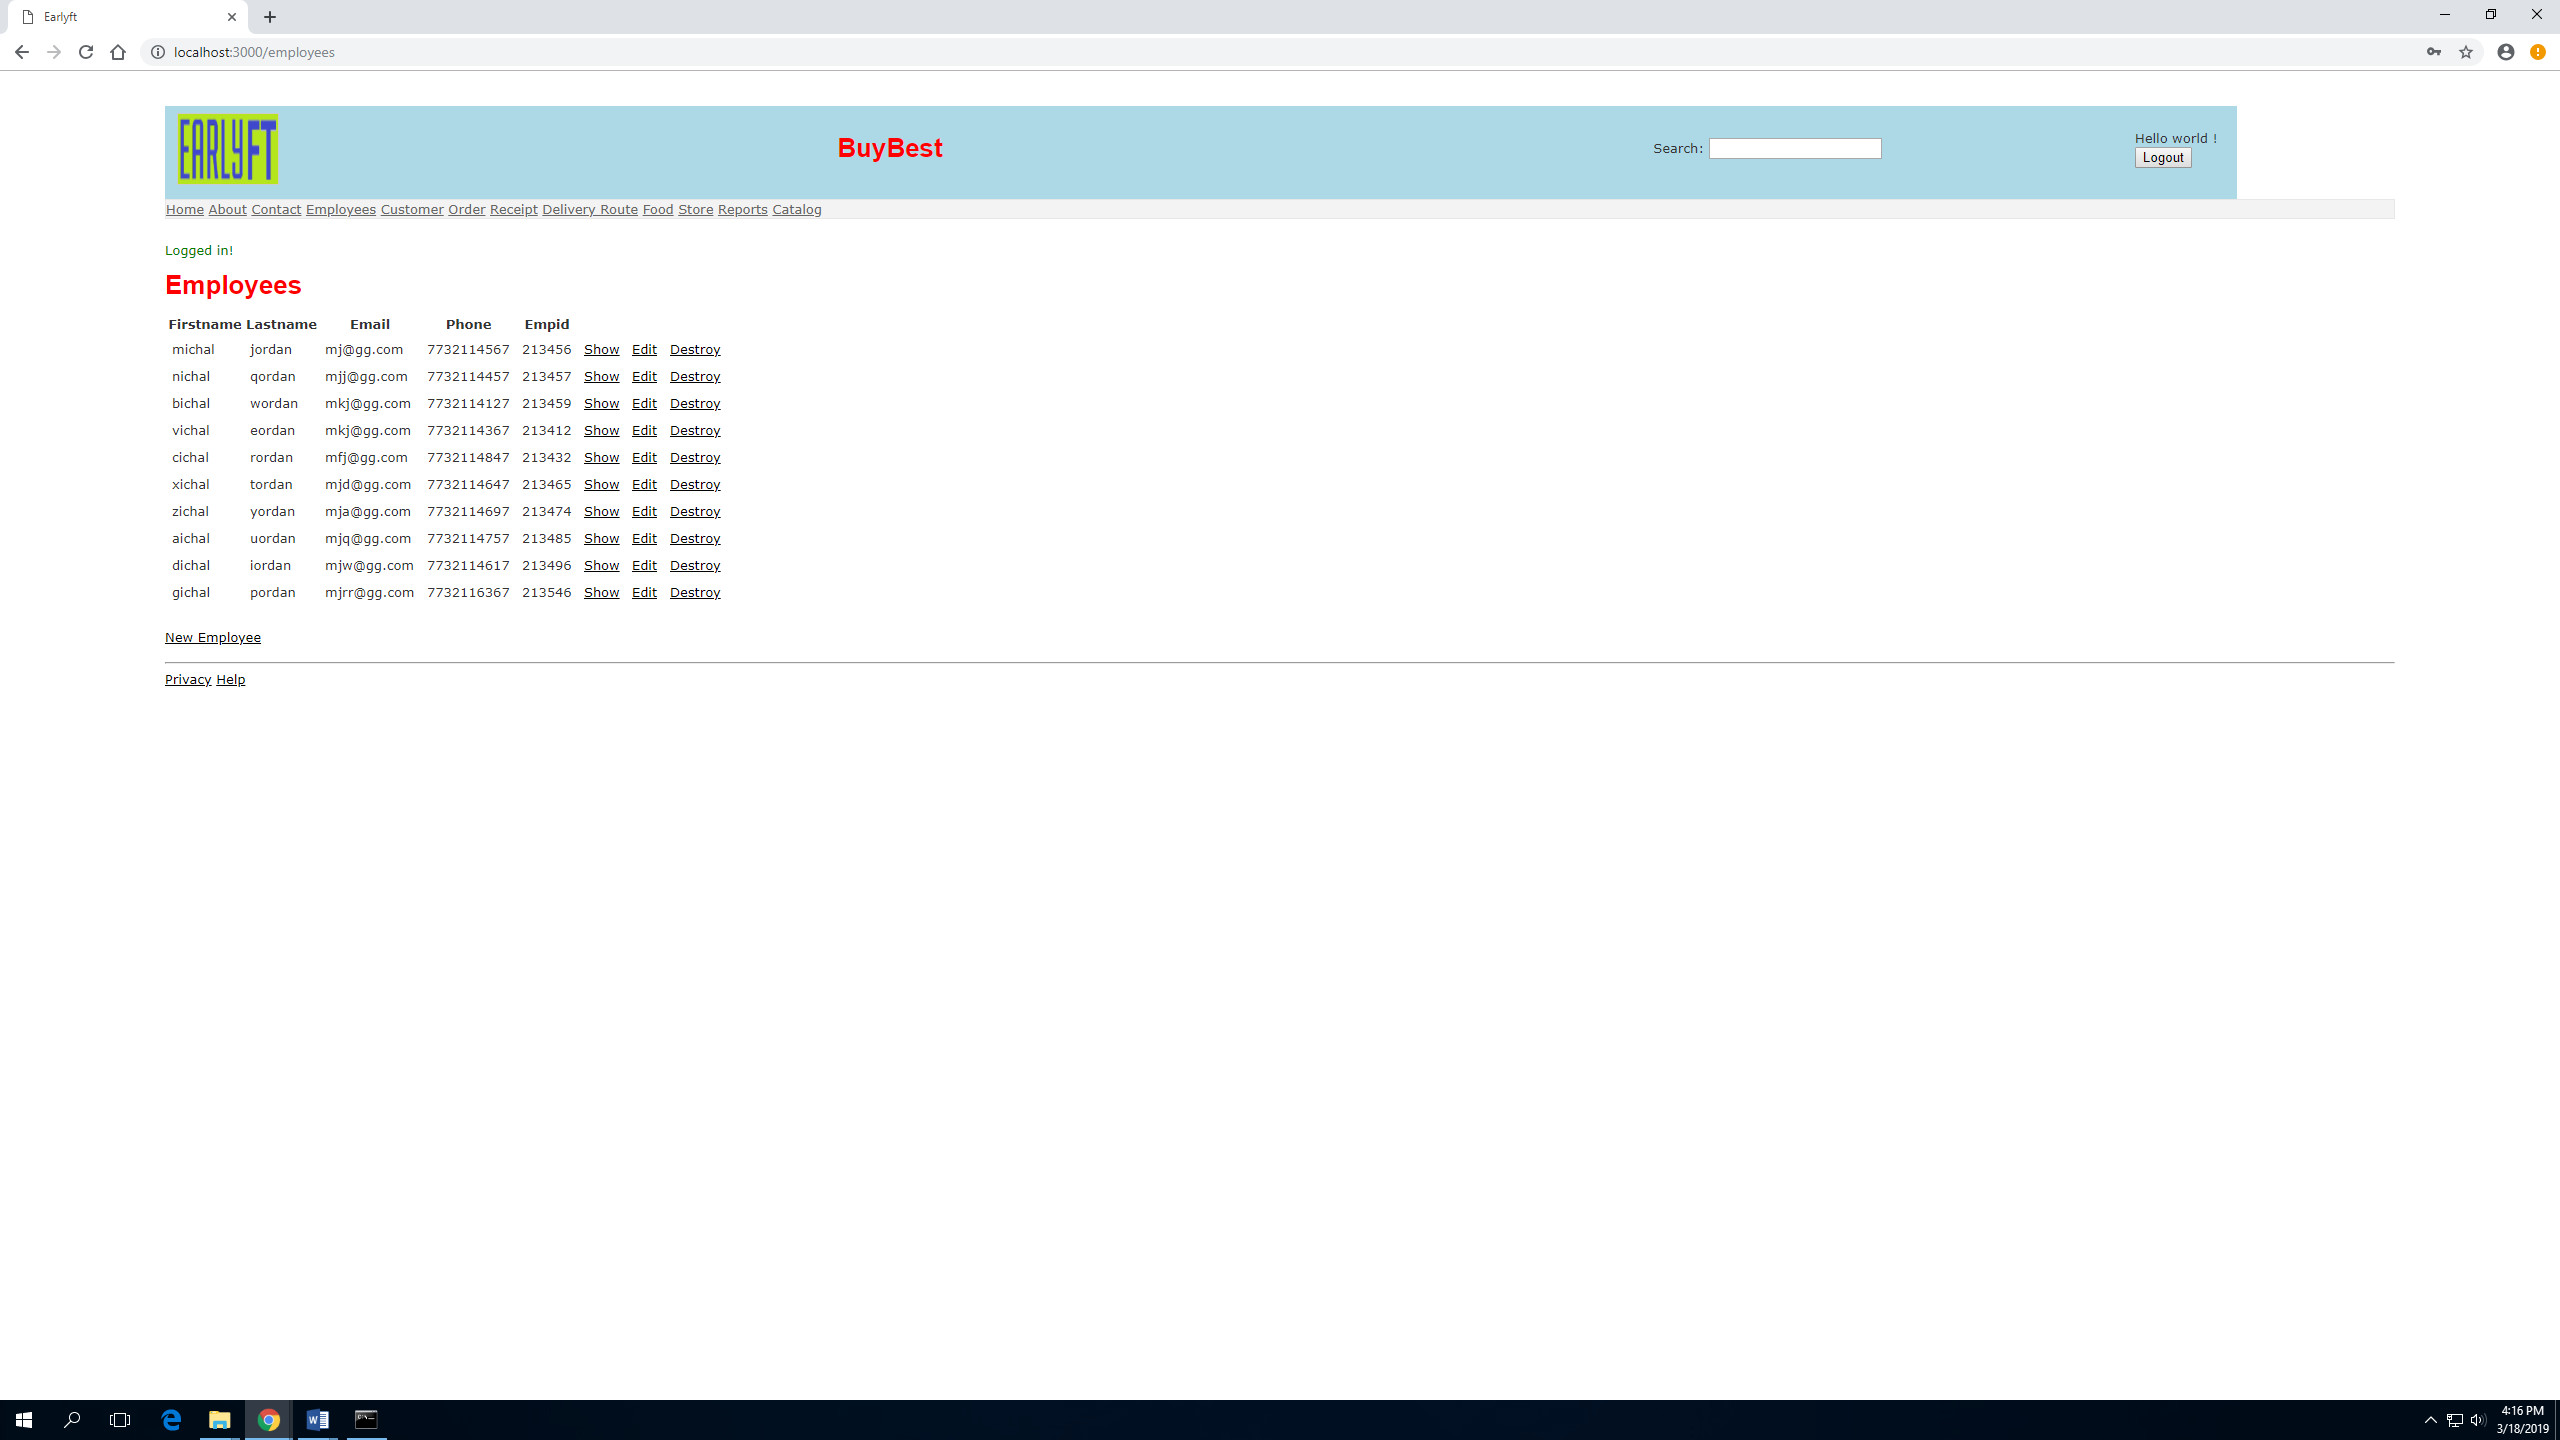 Earlyft
localhost:3000/employees
EARLYFT
BuyBest
Search:
Hello world !
Logout
Home About Contact Employees Customer Order Receipt Delivery Route Food Store Reports Catalog
Logged in!
Employees
Firstname Lastname Email Phone Empid
michal jordan mj@gg.com 7732114567 213456 Show Edit Destroy
nichal qordan mjj@gg.com 7732114457 213457 Show Edit Destroy
bichal wordan mkj@gg.com 7732114127 213459 Show Edit Destroy
vichal eordan mkj@gg.com 7732114367 213412 Show Edit Destroy
cichal rordan mfj@gg.com 7732114847 213432 Show Edit Destroy
xichal tordan mjd@gg.com 7732114647 213465 Show Edit Destroy
zichal yordan mja@gg.com 7732114697 213474 Show Edit Destroy
aichal uordan mjq@gg.com 7732114757 213485 Show Edit Destroy
dichal iordan mjw@gg.com 7732114617 213496 Show Edit Destroy
gichal pordan mjrr@gg.com 7732116367 213546 Show Edit Destroy
New Employee
Privacy Help
4:16 PM
3/18/2019